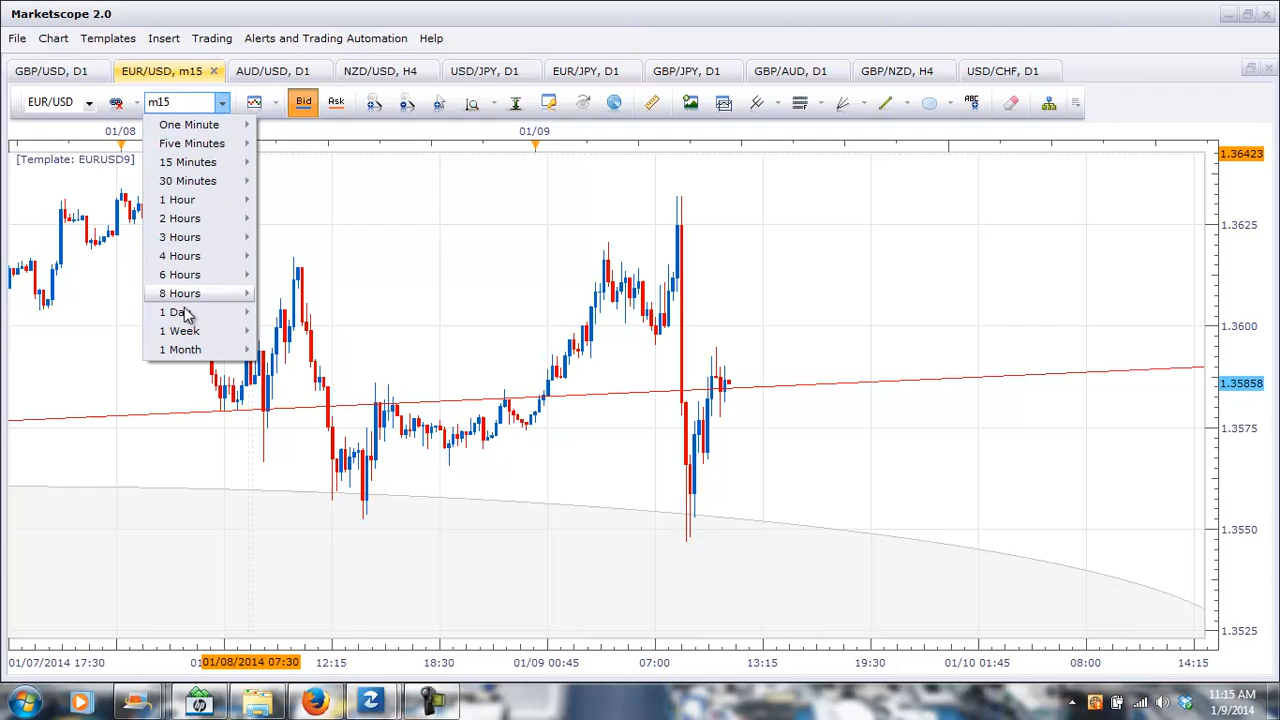 Marketscope 2.0
File Chart Templates Insert Trading Alerts and Trading Automation Help
GBP/USD, D1 EUR/USD, m15 AUD/USD, D1 NZD/USD, H4 USD/JPY, D1 EUR/JPY, D1 GBP/JPY, D1 GBP/AUD, D1 GBP/NZD, H4 USD/CHF, D1
EUR/USD m15 Bid Ask ABC
01/08 01/09
[Template: EURUSD9]
One Minute
Five Minutes
15 Minutes
30 Minutes
1 Hour
2 Hours
3 Hours
4 Hours
6 Hours
8 Hours
1 Day
1 Week
1 Month
1.36423
1.3625
1.3600
1.35858
1.3575
1.3550
1.3525
01/07/2014 17:30 01/08/2014 07:30 12:15 18:30 01/09 00:45 07:00 13:15 19:30 01/10 01:45 08:00 14:15
11:15 AM
1/9/2014